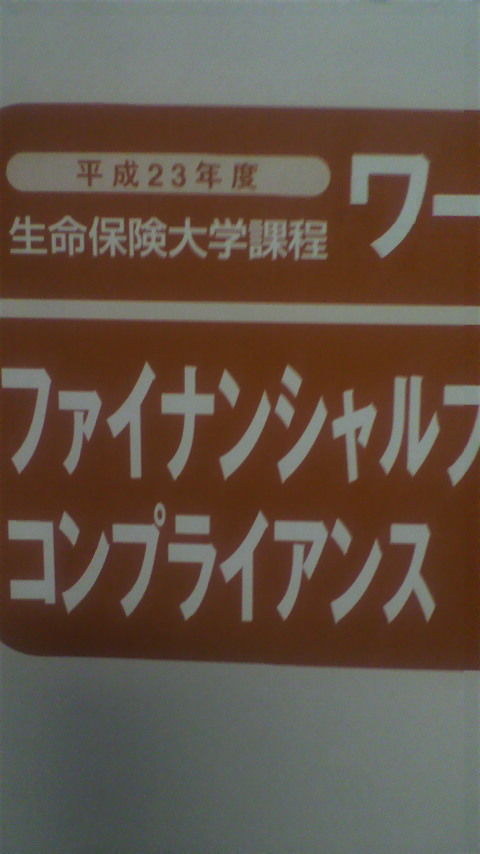 平成23年度
生命保険大学課程
ワー
ファイナンシャルプ
コンプライアンス